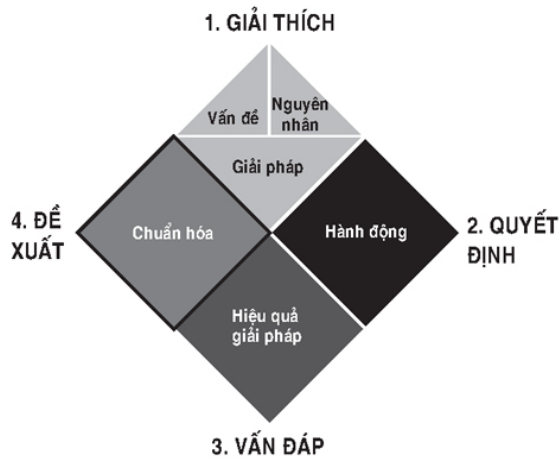 1. GIẢI THÍCH
Vấn đề
Nguyên
nhân
Giải pháp
4. ĐỀ
XUẤT
Chuẩn hóa
Hành động
2. QUYẾT
ĐỊNH
Hiệu quả
giải pháp
3. VẤN ĐÁP